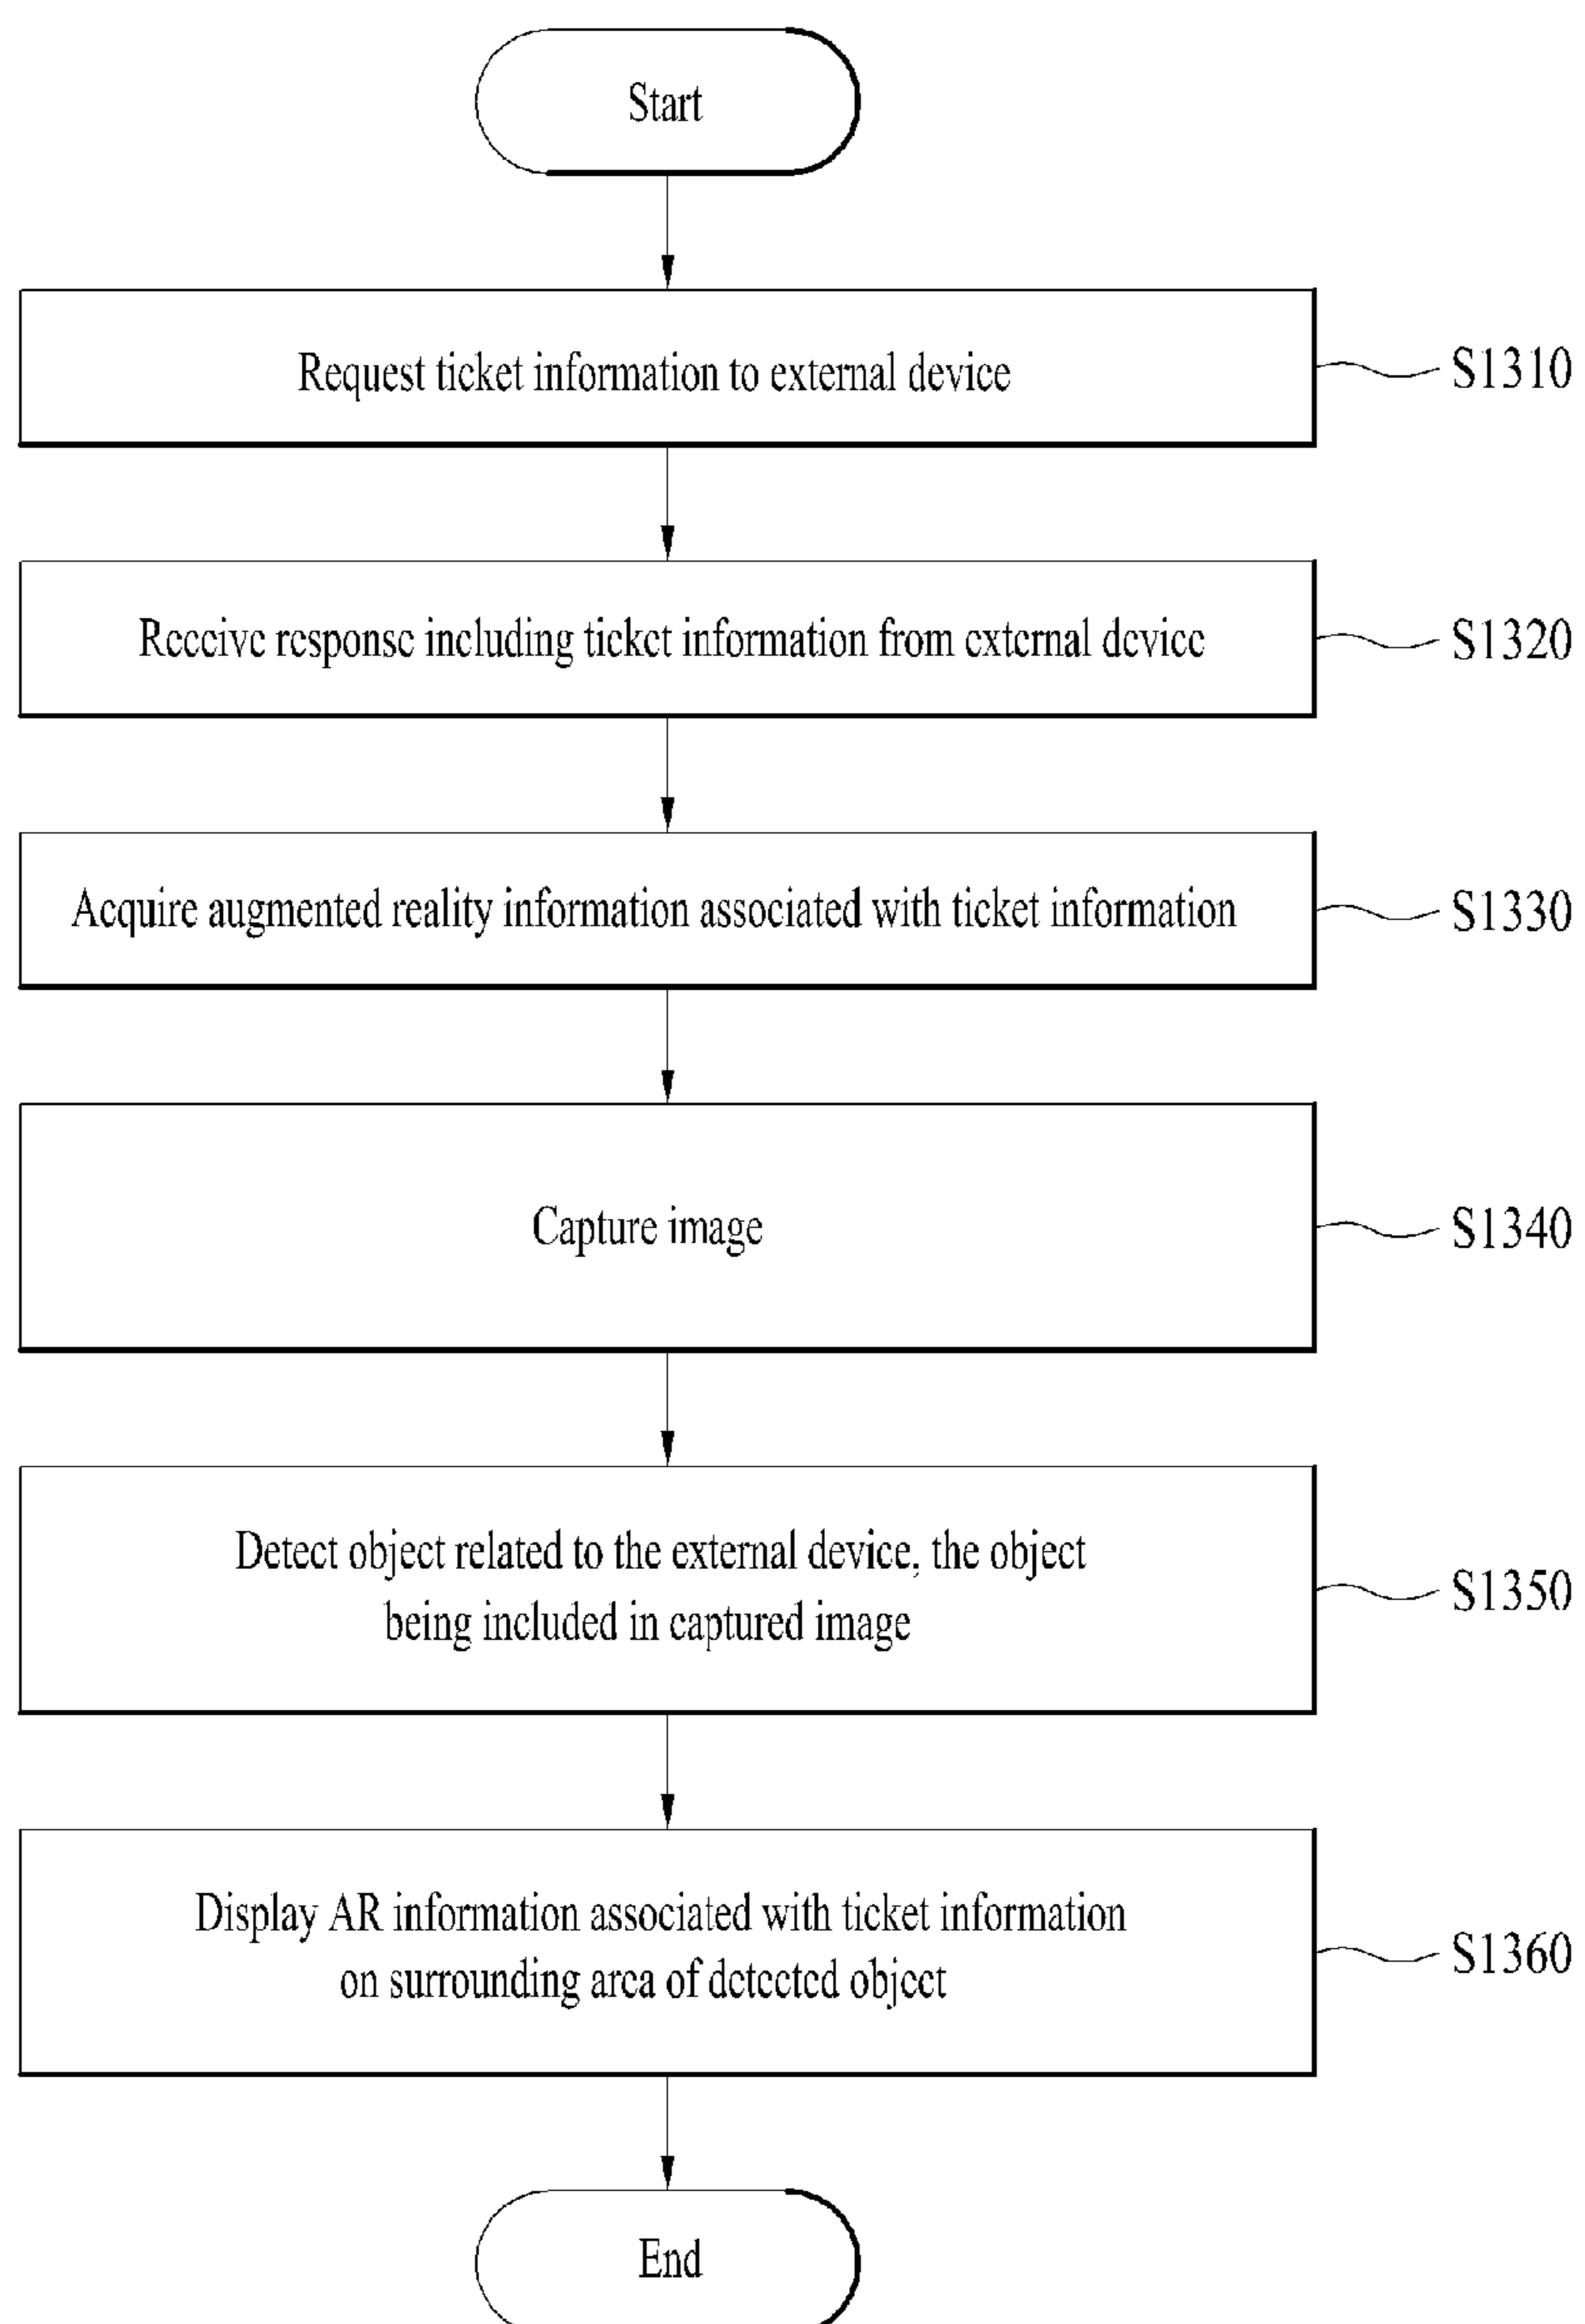 Start
Request ticket information to external device
S1310
Receive response including ticket information from external device
S1320
Acquire augmented reality information associated with ticket information
S1330
Capture image
S1340
Detect object related to the external device, the object
being included in captured image
S1350
Display AR information associated with ticket information
on surrounding area of detected object
S1360
End